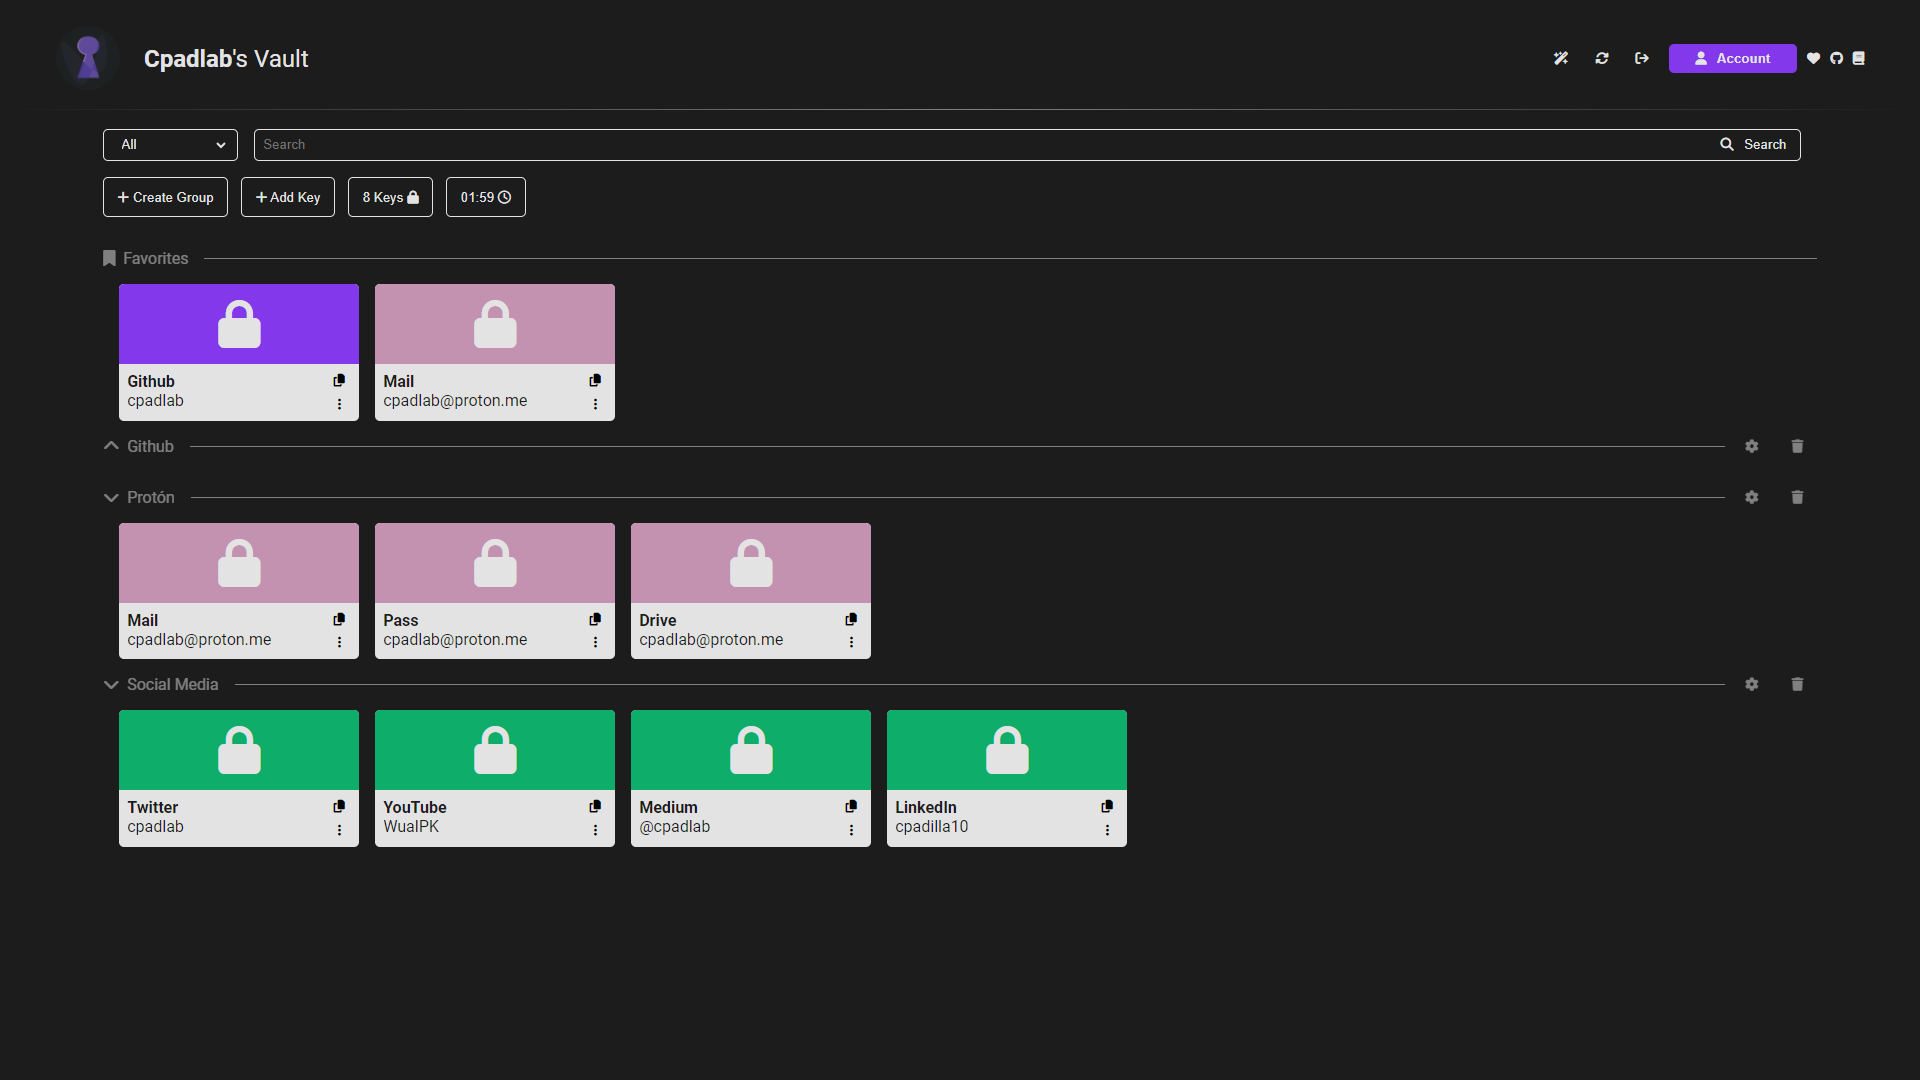 Cpadlab's Vault
Account
All
Search
Search
Create Group
Add Key
8 Keys
01:59
Favorites
Github
cpadlab
Mail
cpadlab@proton.me
Github
Protón
Mail
cpadlab@proton.me
Pass
cpadlab@proton.me
Drive
cpadlab@proton.me
Social Media
Twitter
cpadlab
YouTube
WualPK
Medium
@cpadlab
LinkedIn
cpadilla10